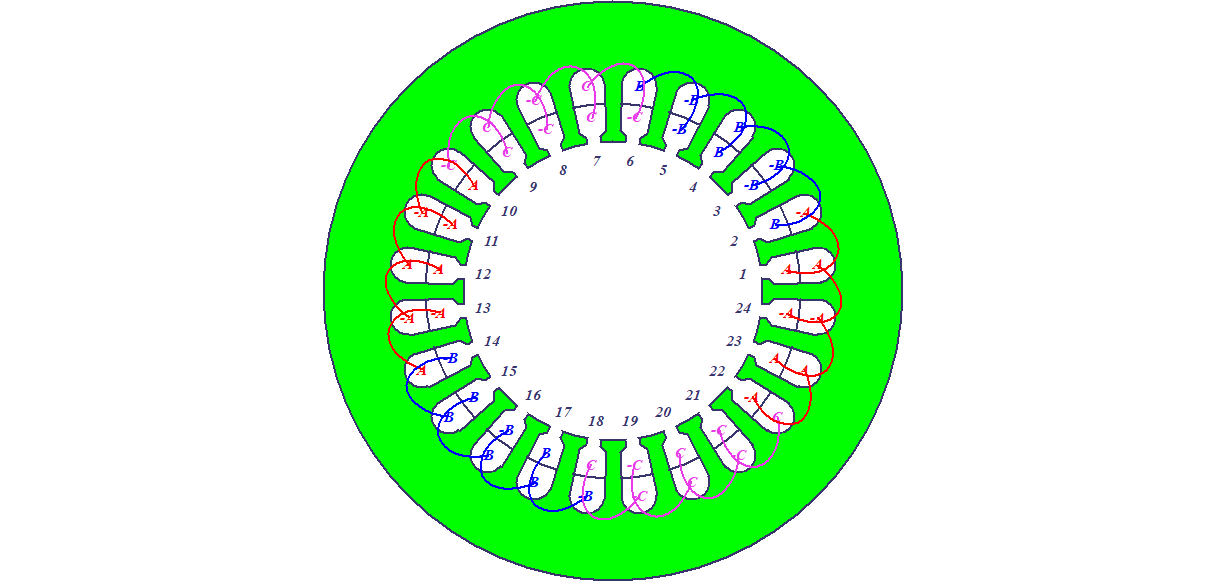 C B
-C -B
C -C
C -C -B B
C B
-C 7 6 -B
8 5
A 9 4 -B
-A 10 3 -A
-A B
11 2
A A 12 1 A A
-A -A 13 24 -A -A
14 23
-B A
A 15 22 A
B 16 21 -A
B 17 18 19 20 C
-B -C
B B C -C
C -C
B C
-B -C